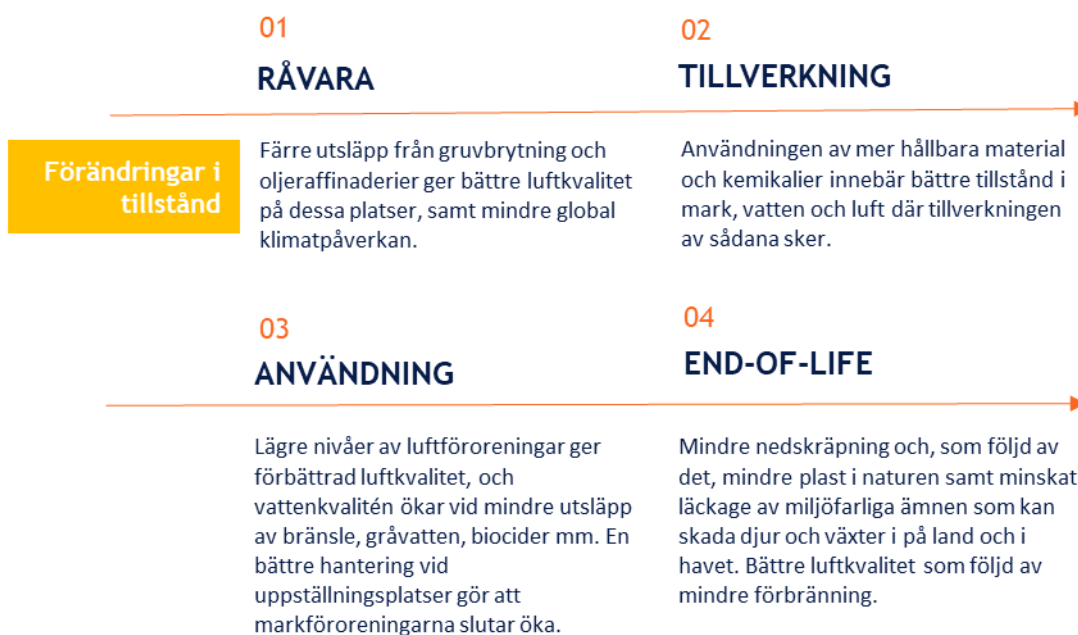 01
RÅVARA
02
TILLVERKNING
Förändringar i
tillstånd
Färre utsläpp från gruvbrytning och
oljeraffinaderier ger bättre luftkvalitet
på dessa platser, samt mindre global
klimatpåverkan.
Användningen av mer hållbara material
och kemikalier innebär bättre tillstånd i
mark, vatten och luft där tillverkningen
av sådana sker.
03
ANVÄNDNING
04
END-OF-LIFE
Lägre nivåer av luftföroreningar ger
förbättrad luftkvalitet, och
vattenkvalitén ökar vid mindre utsläpp
av bränsle, gråvatten, biocider mm. En
bättre hantering vid
uppställningsplatser gör att
markföroreningarna slutar öka.
Mindre nedskräpning och, som följd av
det, mindre plast i naturen samt minskat
läckage av miljöfarliga ämnen som kan
skada djur och växter i på land och i
havet. Bättre luftkvalitet som följd av
mindre förbränning.